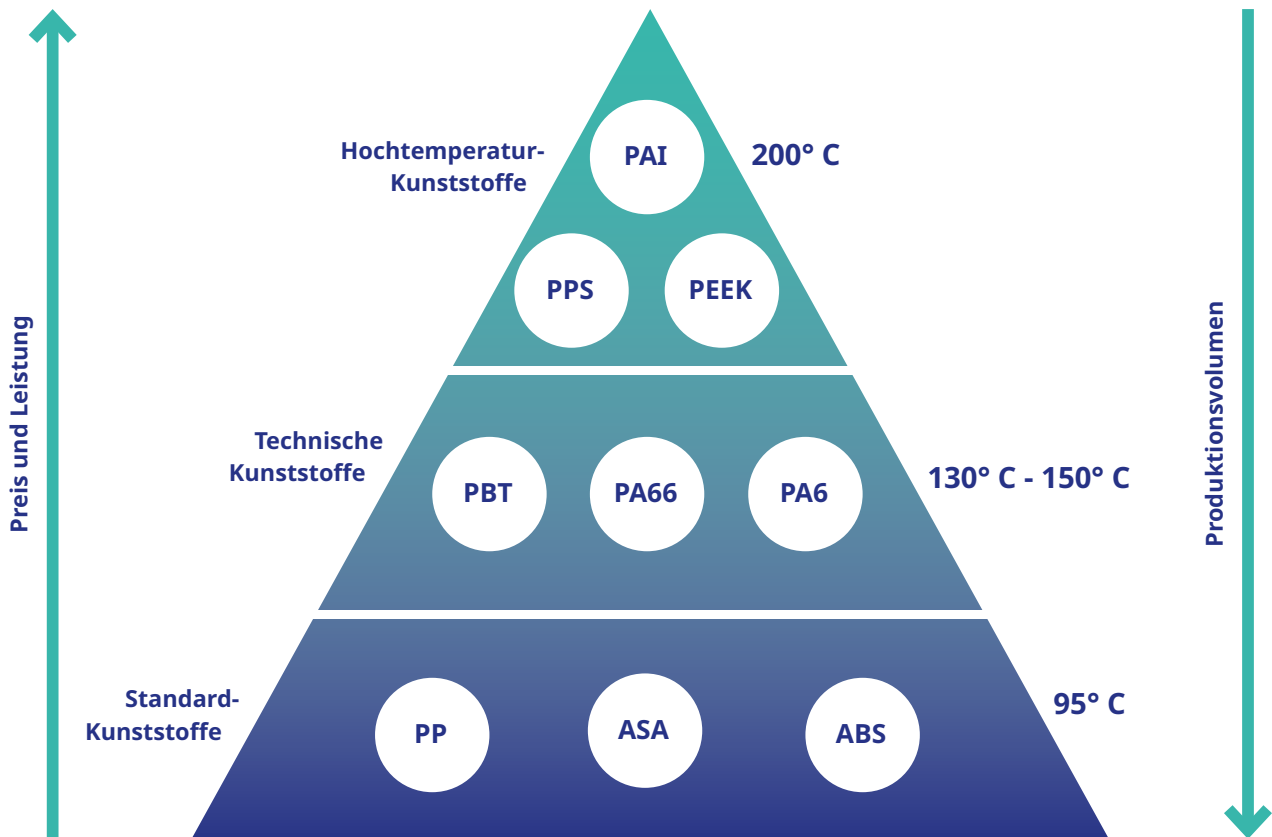 Hochtemperatur-
Kunststoffe
PAI
200° C
PPS
PEEK
Preis und Leistung
Produktionsvolumen
Technische
Kunststoffe
PBT
PA66
PA6
130° C - 150° C
Standard-
Kunststoffe
PP
ASA
ABS
95° C